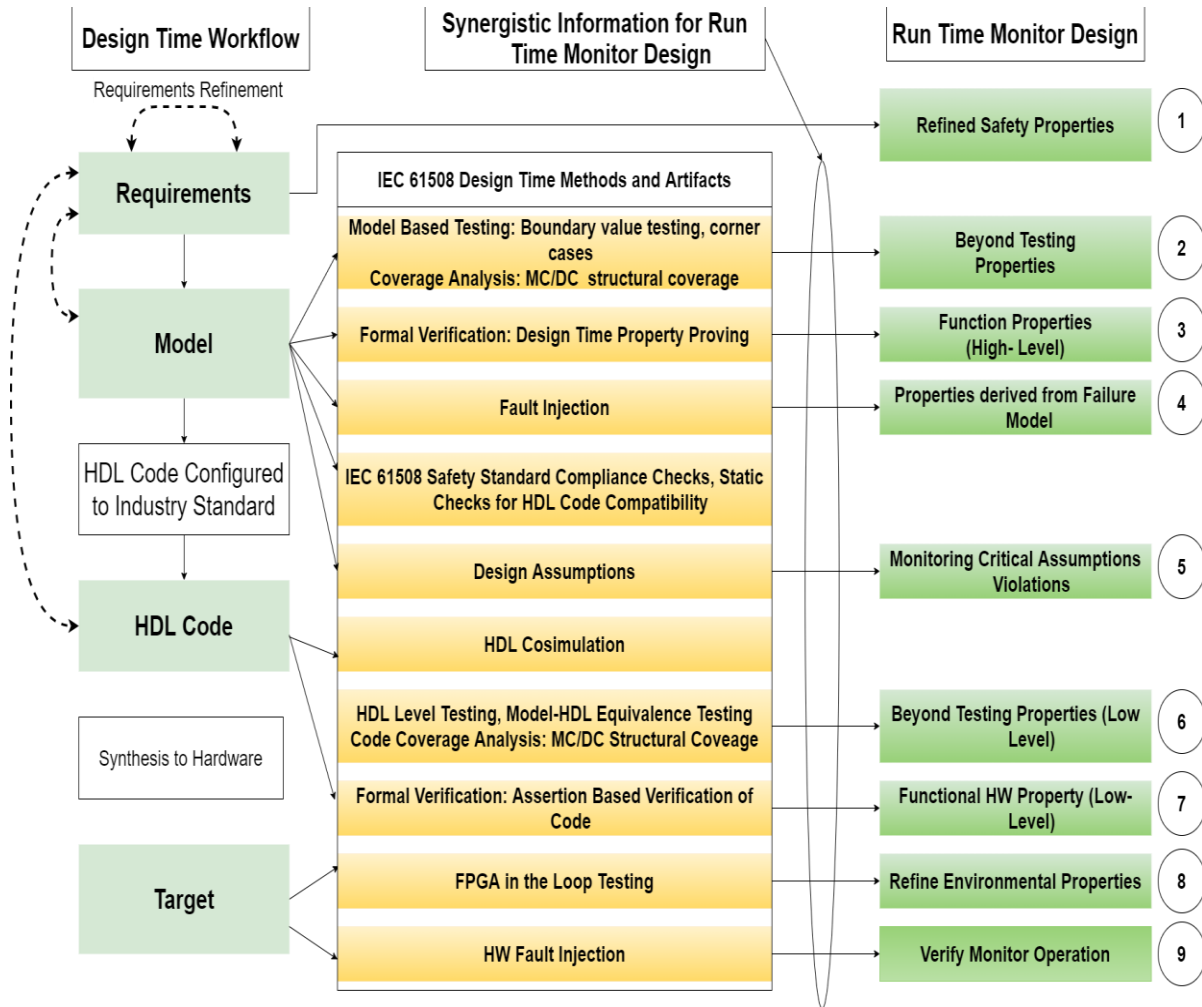 Design Time Workflow
Synergistic Information for Run
Time Monitor Design
Run Time Monitor Design
Requirements Refinement
Requirements
Model
HDL Code Configured
to Industry Standard
HDL Code
Synthesis to Hardware
Target
IEC 61508 Design Time Methods and Artifacts
Model Based Testing: Boundary value testing, corner
cases
Coverage Analysis: MC/DC structural coverage
Formal Verification: Design Time Property Proving
Fault Injection
IEC 61508 Safety Standard Compliance Checks, Static
Checks for HDL Code Compatibility
Design Assumptions
HDL Cosimulation
HDL Level Testing, Model-HDL Equivalence Testing
Code Coverage Analysis: MC/DC Structural Coveage
Formal Verification: Assertion Based Verification of
Code
FPGA in the Loop Testing
HW Fault Injection
Refined Safety Properties
1
Beyond Testing
Properties
2
Function Properties
(High- Level)
3
Properties derived from Failure
Model
4
Monitoring Critical Assumptions
Violations
5
Beyond Testing Properties (Low
Level)
6
Functional HW Property (Low-
Level)
7
Refine Environmental Properties
8
Verify Monitor Operation
9